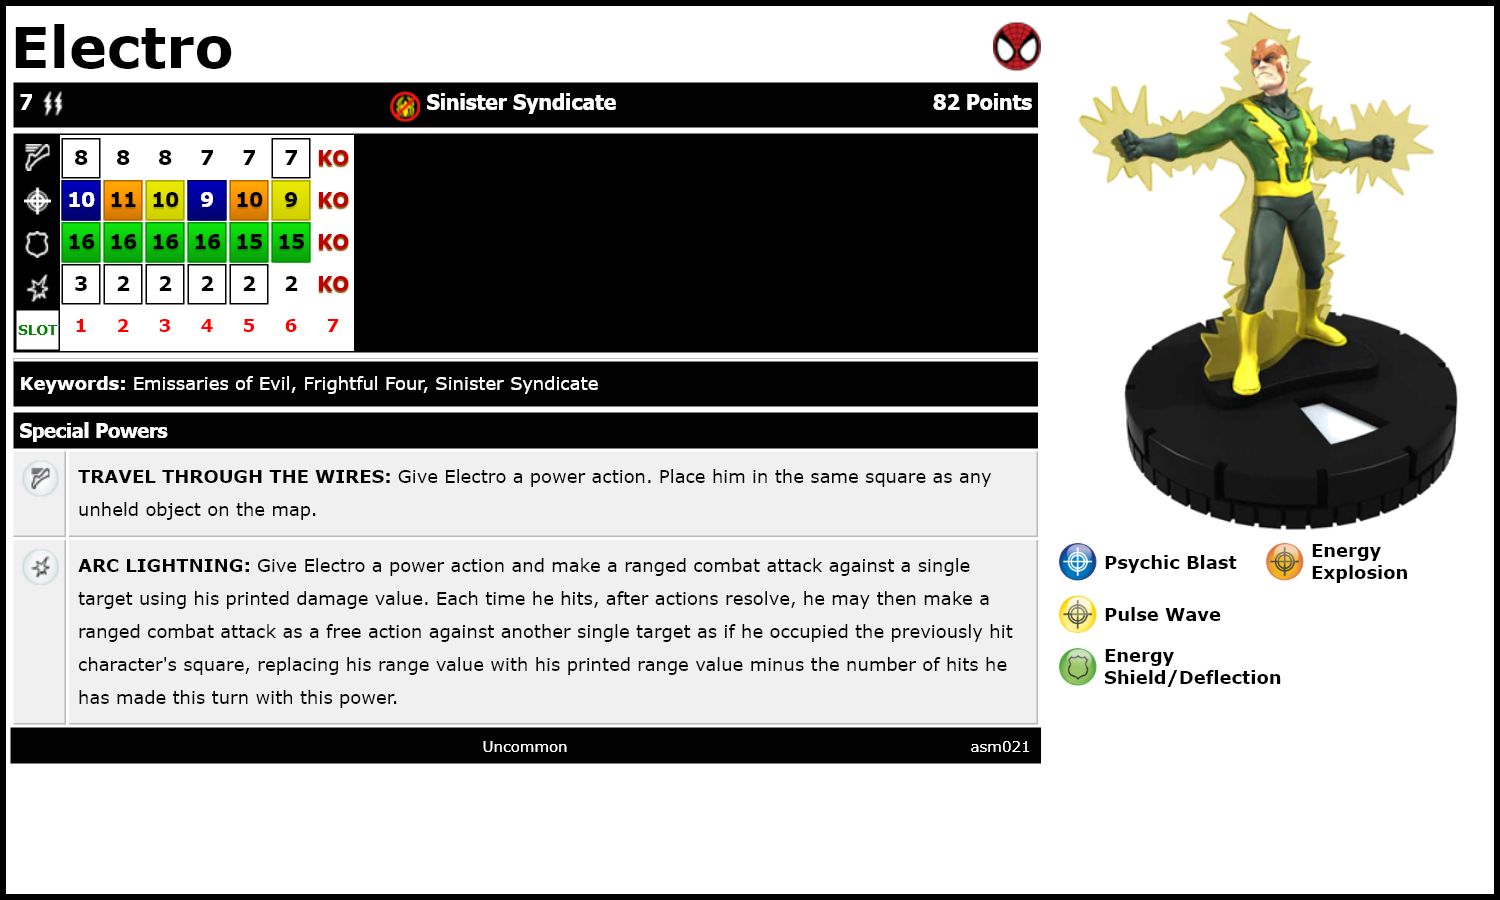 Electro
7 Sinister Syndicate 82 Points
8 8 8 7 7 7 KO
10 11 10 9 10 9 KO
16 16 16 16 15 15 KO
3 2 2 2 2 2 KO
SLOT 1 2 3 4 5 6 7
Keywords: Emissaries of Evil, Frightful Four, Sinister Syndicate
Special Powers
TRAVEL THROUGH THE WIRES: Give Electro a power action. Place him in the same square as any
unheld object on the map.
ARC LIGHTNING: Give Electro a power action and make a ranged combat attack against a single
target using his printed damage value. Each time he hits, after actions resolve, he may then make a
ranged combat attack as a free action against another single target as if he occupied the previously hit
character's square, replacing his range value with his printed range value minus the number of hits he
has made this turn with this power.
Uncommon asm021
Psychic Blast
Energy
Explosion
Pulse Wave
Energy
Shield/Deflection